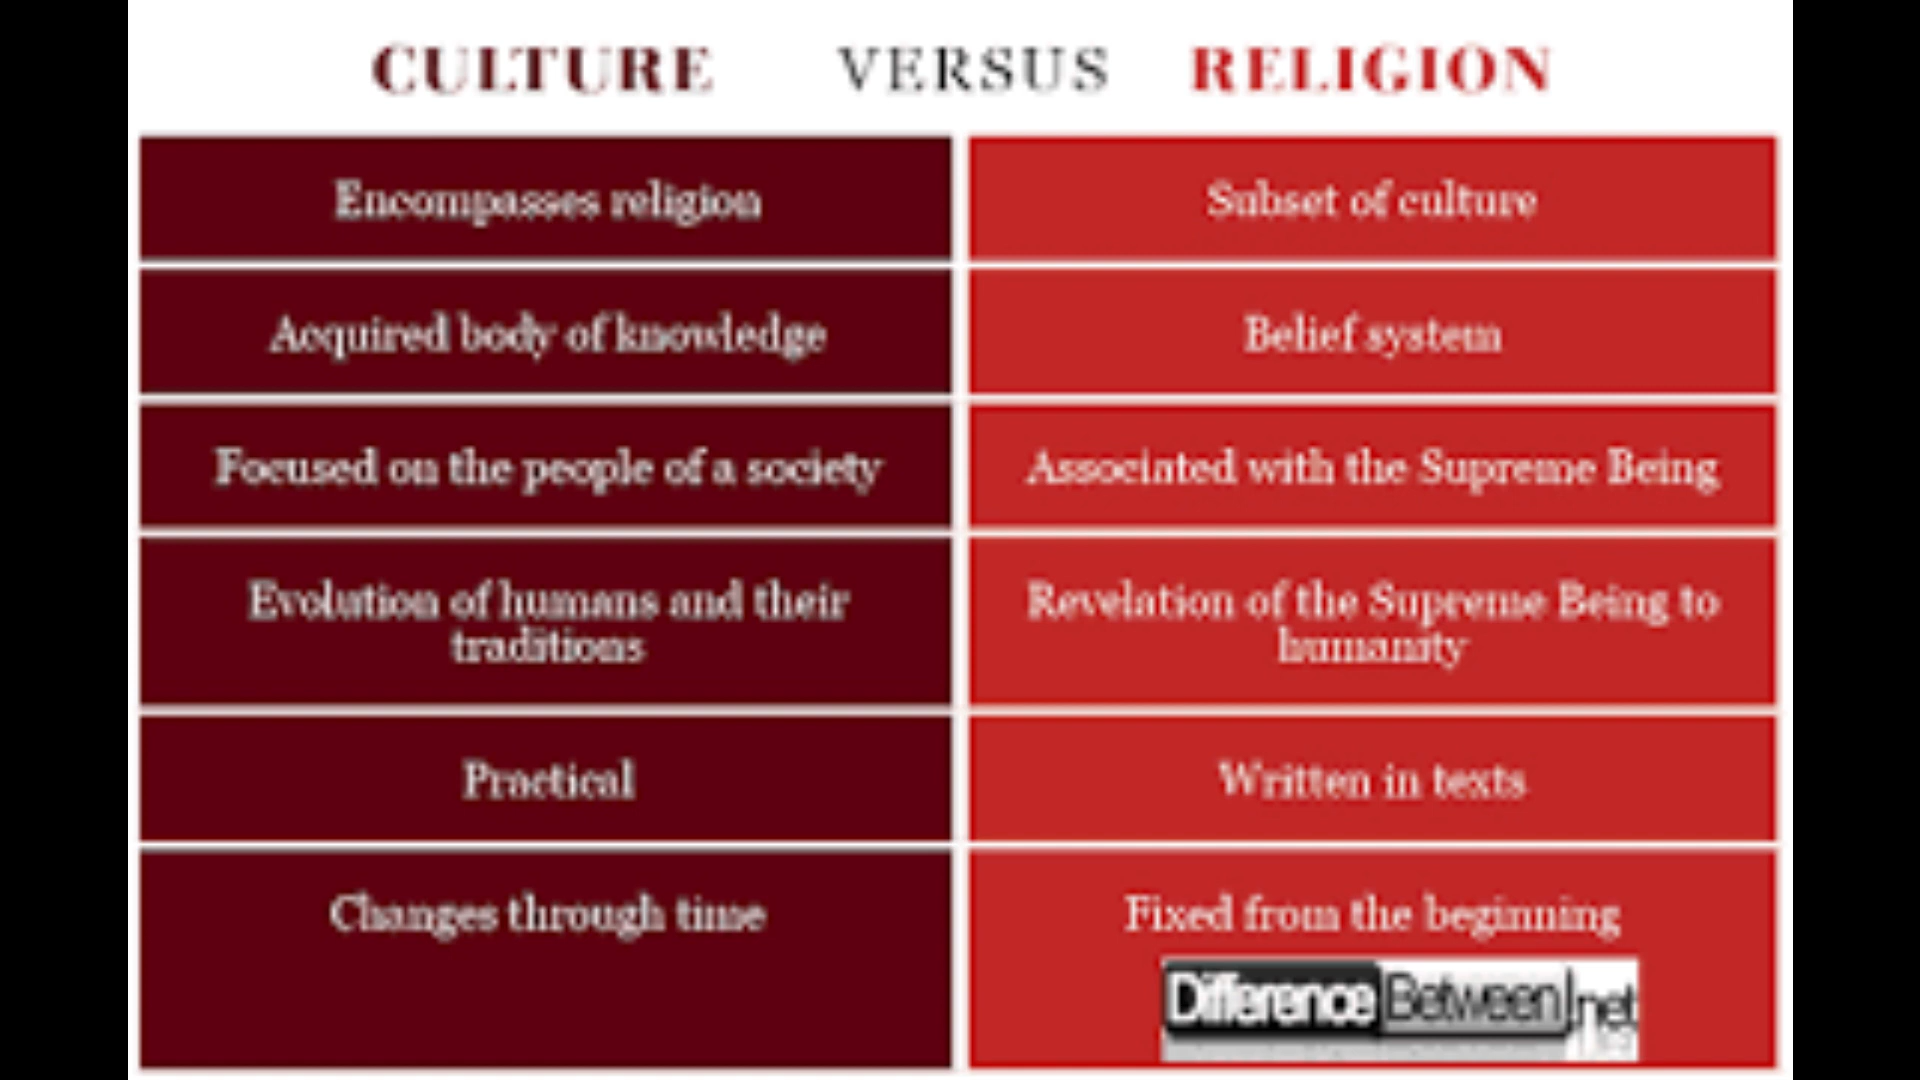 CULTURE VERSUS RELIGION
Encompasses religion
Subset of culture
Acquired body of knowledge
Belief system
Focused on the people of a society
Associated with the Supreme Being
Evolution of humans and their
traditions
Revelation of the Supreme Being to
humanity
Practical
Written in texts
Changes through time
Fixed from the beginning
Difference Between.net